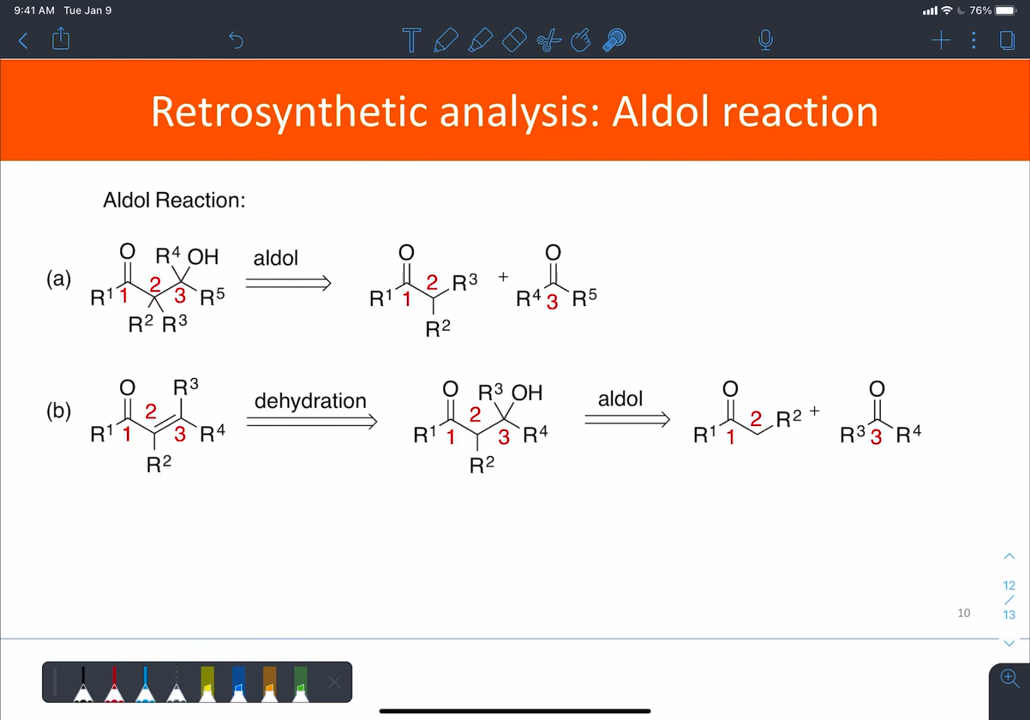 9:41 AM Tue Jan 9
76%
T
Retrosynthetic analysis: Aldol reaction
Aldol Reaction:
(a)
O R⁴ OH
R¹ 1 2 3 R⁵
R² R³
aldol
O
R¹ 1 2 R³
R²
+
O
R⁴ 3 R⁵
(b)
O R³
R¹ 1 2 3 R⁴
R²
dehydration
O R³ OH
R¹ 1 2 3 R⁴
R²
aldol
O
R¹ 1 2 R²
+
O
R³ 3 R⁴
12
/
13
10